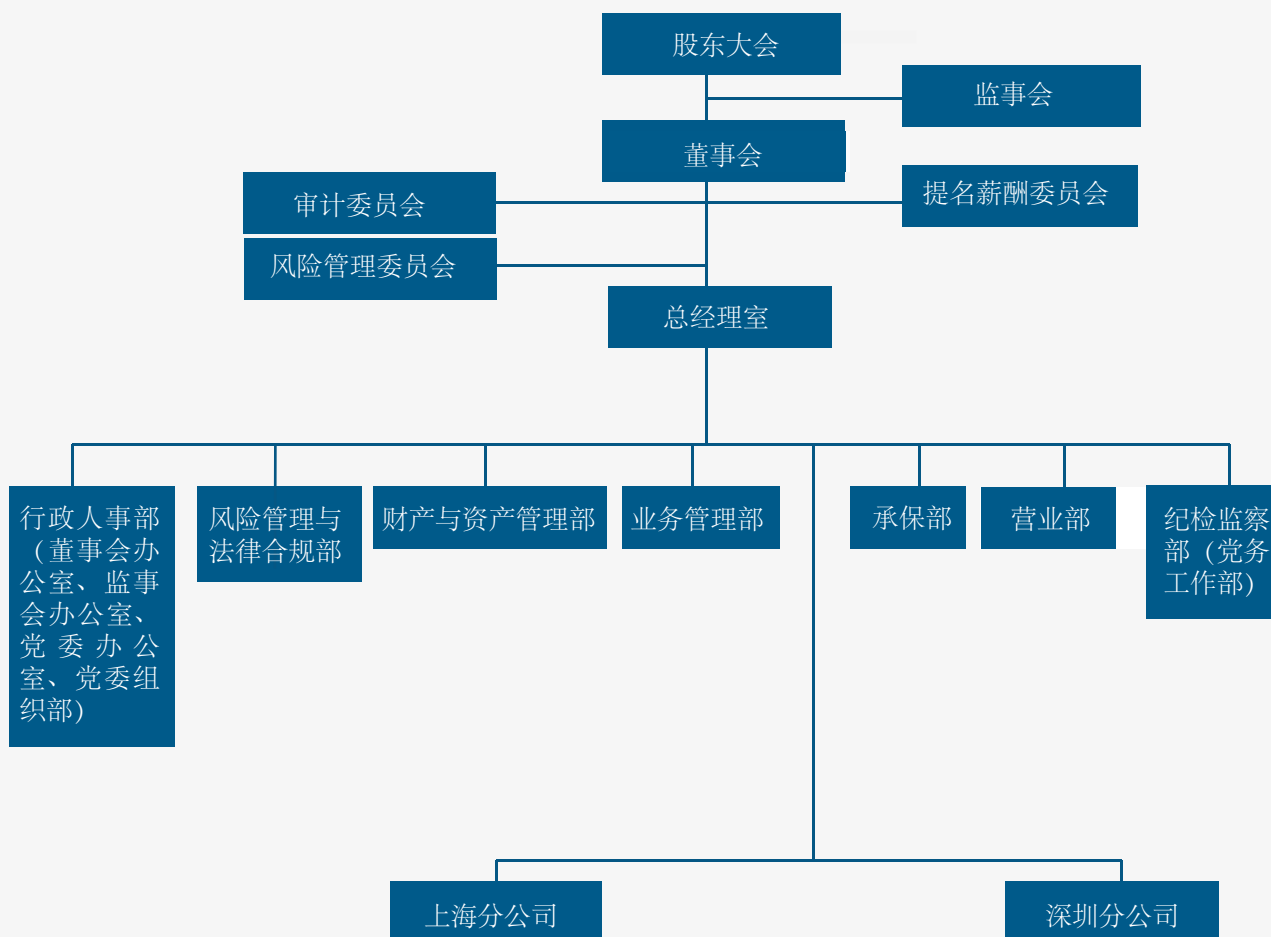 股东大会
监事会
董事会
审计委员会
提名薪酬委员会
风险管理委员会
总经理室
行政人事部
（董事会办
公室、监事
会办公室、
党委办公
室、党委组
织部）
风险管理与
法律合规部
财产与资产管理部
业务管理部
承保部
营业部
纪检监察
部（党务
工作部）
上海分公司
深圳分公司